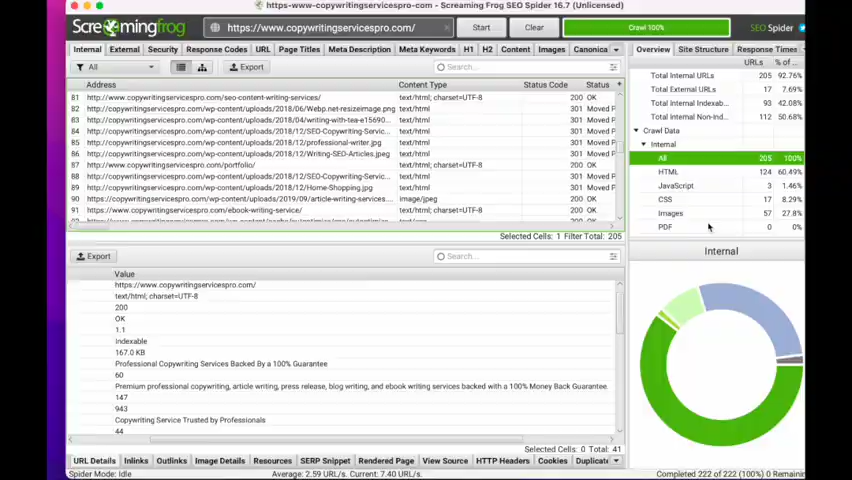 https-www-copywritingservicespro-com - Screaming Frog SEO Spider 16.7 (Unlicensed)
Screamingfrog
https://www.copywritingservicespro.com/
Start
Clear
Crawl 100%
SEO Spider
Internal External Security Response Codes URL Page Titles Meta Description Meta Keywords H1 H2 Content Images Canonica
Overview Site Structure Response Times
All
Export
Search...
URLs % of ...
Address Content Type Status Code Status
81 http://www.copywritingservicespro.com/seo-content-writing-services/ text/html; charset=UTF-8 200 OK
82 http://www.copywritingservicespro.com/wp-content/uploads/2018/06/Webp.net-resizeimage.png text/html 301 Moved P
83 http://www.copywritingservicespro.com/wp-content/uploads/2018/04/writing-with-tea-e15690... text/html 301 Moved P
84 http://www.copywritingservicespro.com/wp-content/uploads/2018/12/SEO-Copywriting-Servic... text/html 301 Moved P
85 http://www.copywritingservicespro.com/wp-content/uploads/2018/12/professional-writer.jpg text/html 301 Moved P
86 http://www.copywritingservicespro.com/wp-content/uploads/2018/12/Writing-SEO-Articles.jpeg text/html 301 Moved P
87 http://www.copywritingservicespro.com/portfolio/ text/html; charset=UTF-8 200 OK
88 http://www.copywritingservicespro.com/wp-content/uploads/2018/12/SEO-Copywriting-Servic... text/html 301 Moved P
89 http://www.copywritingservicespro.com/wp-content/uploads/2018/12/Home-Shopping.jpg text/html 301 Moved P
90 http://www.copywritingservicespro.com/wp-content/uploads/2019/09/article-writing-services... image/jpeg 200 OK
91 http://www.copywritingservicespro.com/ebook-writing-service/ text/html; charset=UTF-8 200 OK
Selected Cells: 1 Filter Total: 205
Total Internal URLs 205 92.76%
Total External URLs 17 7.69%
Total Internal Indexab... 93 42.08%
Total Internal Non-Ind... 112 50.68%
Crawl Data
Internal
All 205 100%
HTML 124 60.49%
JavaScript 3 1.46%
CSS 17 8.29%
Images 57 27.8%
PDF 0 0%
Internal
Export
Search...
Value
https://www.copywritingservicespro.com/
text/html; charset=UTF-8
200
OK
1.1
Indexable
167.0 KB
Professional Copywriting Services Backed By a 100% Guarantee
60
Premium professional copywriting, article writing, press release, blog writing, and ebook writing services backed with a 100% Money Back Guarantee.
147
943
Copywriting Service Trusted by Professionals
44
Selected Cells: 0 Total: 41
URL Details Inlinks Outlinks Image Details Resources SERP Snippet Rendered Page View Source HTTP Headers Cookies Duplicat
Spider Mode: Idle
Average: 2.59 URL/s. Current: 7.40 URL/s.
Completed 222 of 222 (100%) 0 Remainin